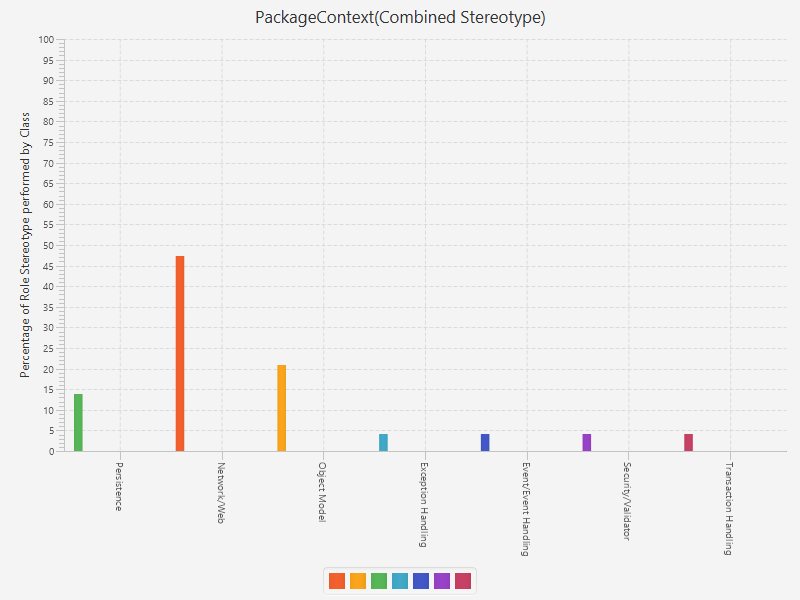 PackageContext(Combined Stereotype)
Percentage of Role Stereotype performed by Class
100
95
90
85
80
75
70
65
60
55
50
45
40
35
30
25
20
15
10
5
0
Persistence
Network/Web
Object Model
Exception Handling
Event/Event Handling
Security/Validator
Transaction Handling